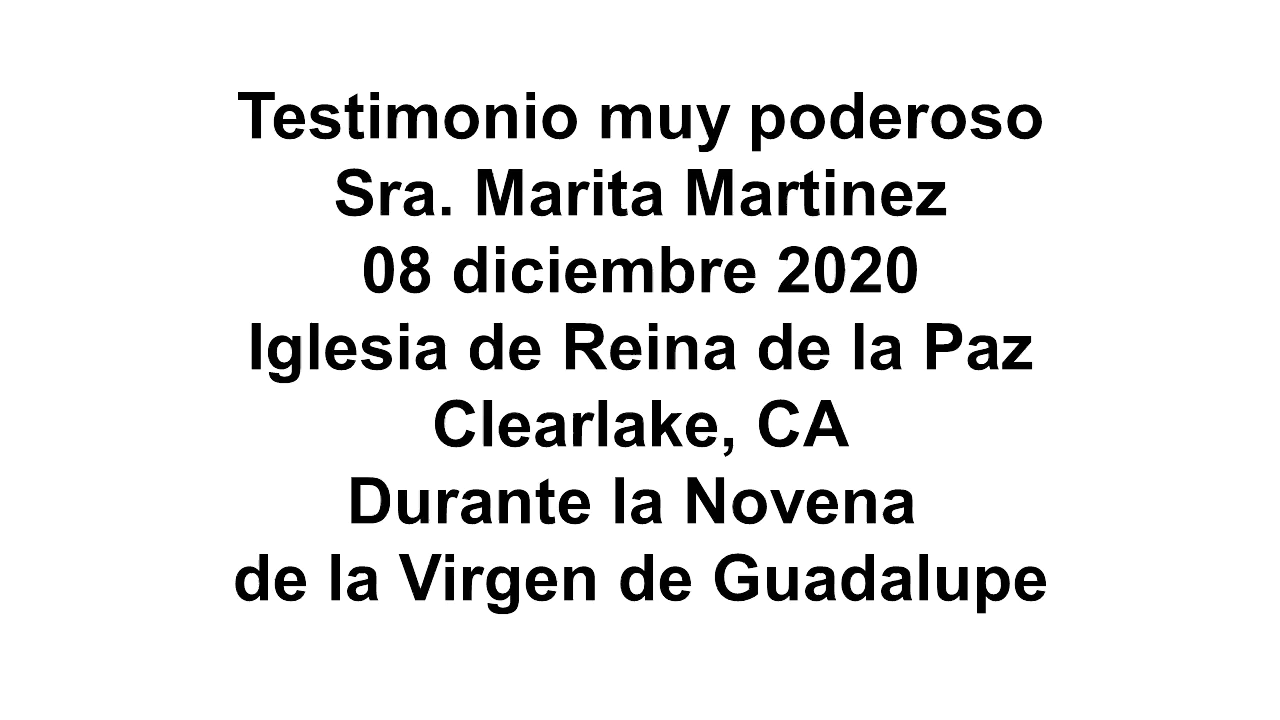 Testimonio muy poderoso
Sra. Marita Martinez
08 diciembre 2020
Iglesia de Reina de la Paz
Clearlake, CA
Durante la Novena
de la Virgen de Guadalupe